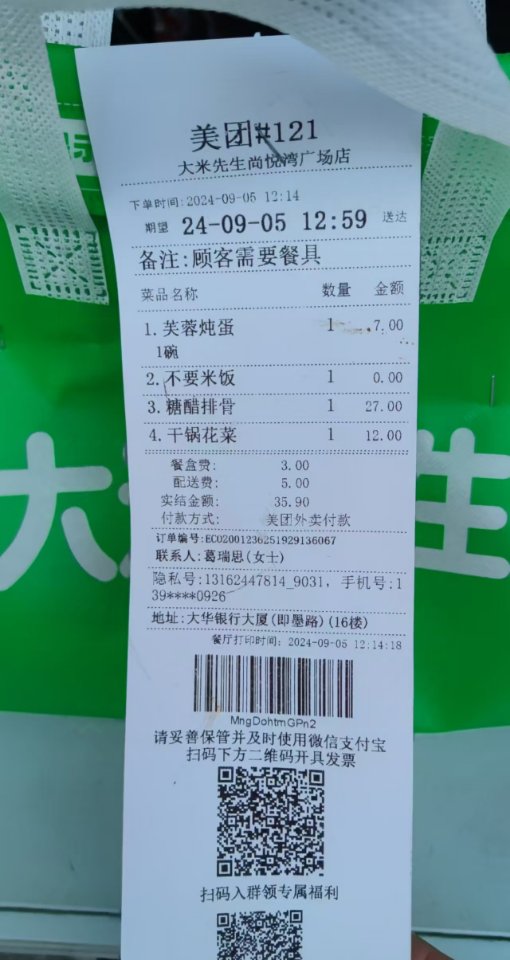 美团#121
大米先生尚悦湾广场店
下单时间:2024-09-05 12:14
期望 24-09-05 12:59 送达
备注:顾客需要餐具
菜品名称 数量 金额
1.芙蓉炖蛋 1 7.00
1碗
2.不要米饭 1 0.00
3.糖醋排骨 1 27.00
4.干锅花菜 1 12.00
餐盒费: 3.00
配送费: 5.00
实结金额: 35.90
付款方式: 美团外卖付款
订单编号:EC02001236251929136067
联系人:葛瑞思(女士)
隐私号:13162447814_9031, 手机号:1
39****0926
地址:大华银行大厦(即墨路)(16楼)
餐厅打印时间: 2024-09-05 12:14:18
MngDohtmGPn2
请妥善保管并及时使用微信支付宝
扫码下方二维码开具发票
扫码入群领专属福利
大 生